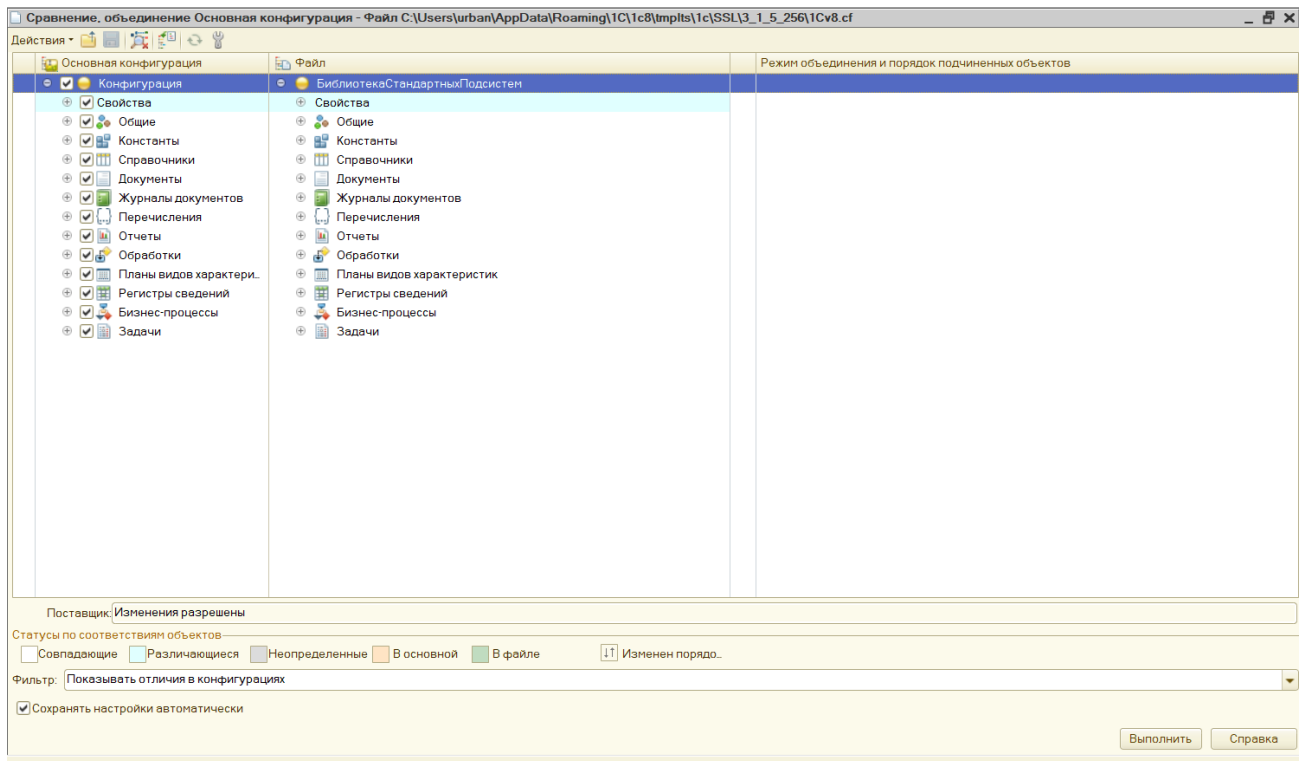 Сравнение, объединение Основная конфигурация - Файл C:\Users\urban\AppData\Roaming\1C\1c8\tmplts\1c\SSL\3_1_5_256\1Cv8.cf
Действия
Основная конфигурация Файл Режим объединения и порядок подчиненных объектов
Конфигурация БиблиотекаСтандартныхПодсистем
Свойства Свойства
Общие Общие
Константы Константы
Справочники Справочники
Документы Документы
Журналы документов Журналы документов
Перечисления Перечисления
Отчеты Отчеты
Обработки Обработки
Планы видов характери... Планы видов характеристик
Регистры сведений Регистры сведений
Бизнес-процессы Бизнес-процессы
Задачи Задачи
Поставщик: Изменения разрешены
Статусы по соответствиям объектов
Совпадающие Различающиеся Неопределенные В основной В файле Изменен порядо...
Фильтр: Показывать отличия в конфигурациях
Сохранять настройки автоматически
Выполнить Справка